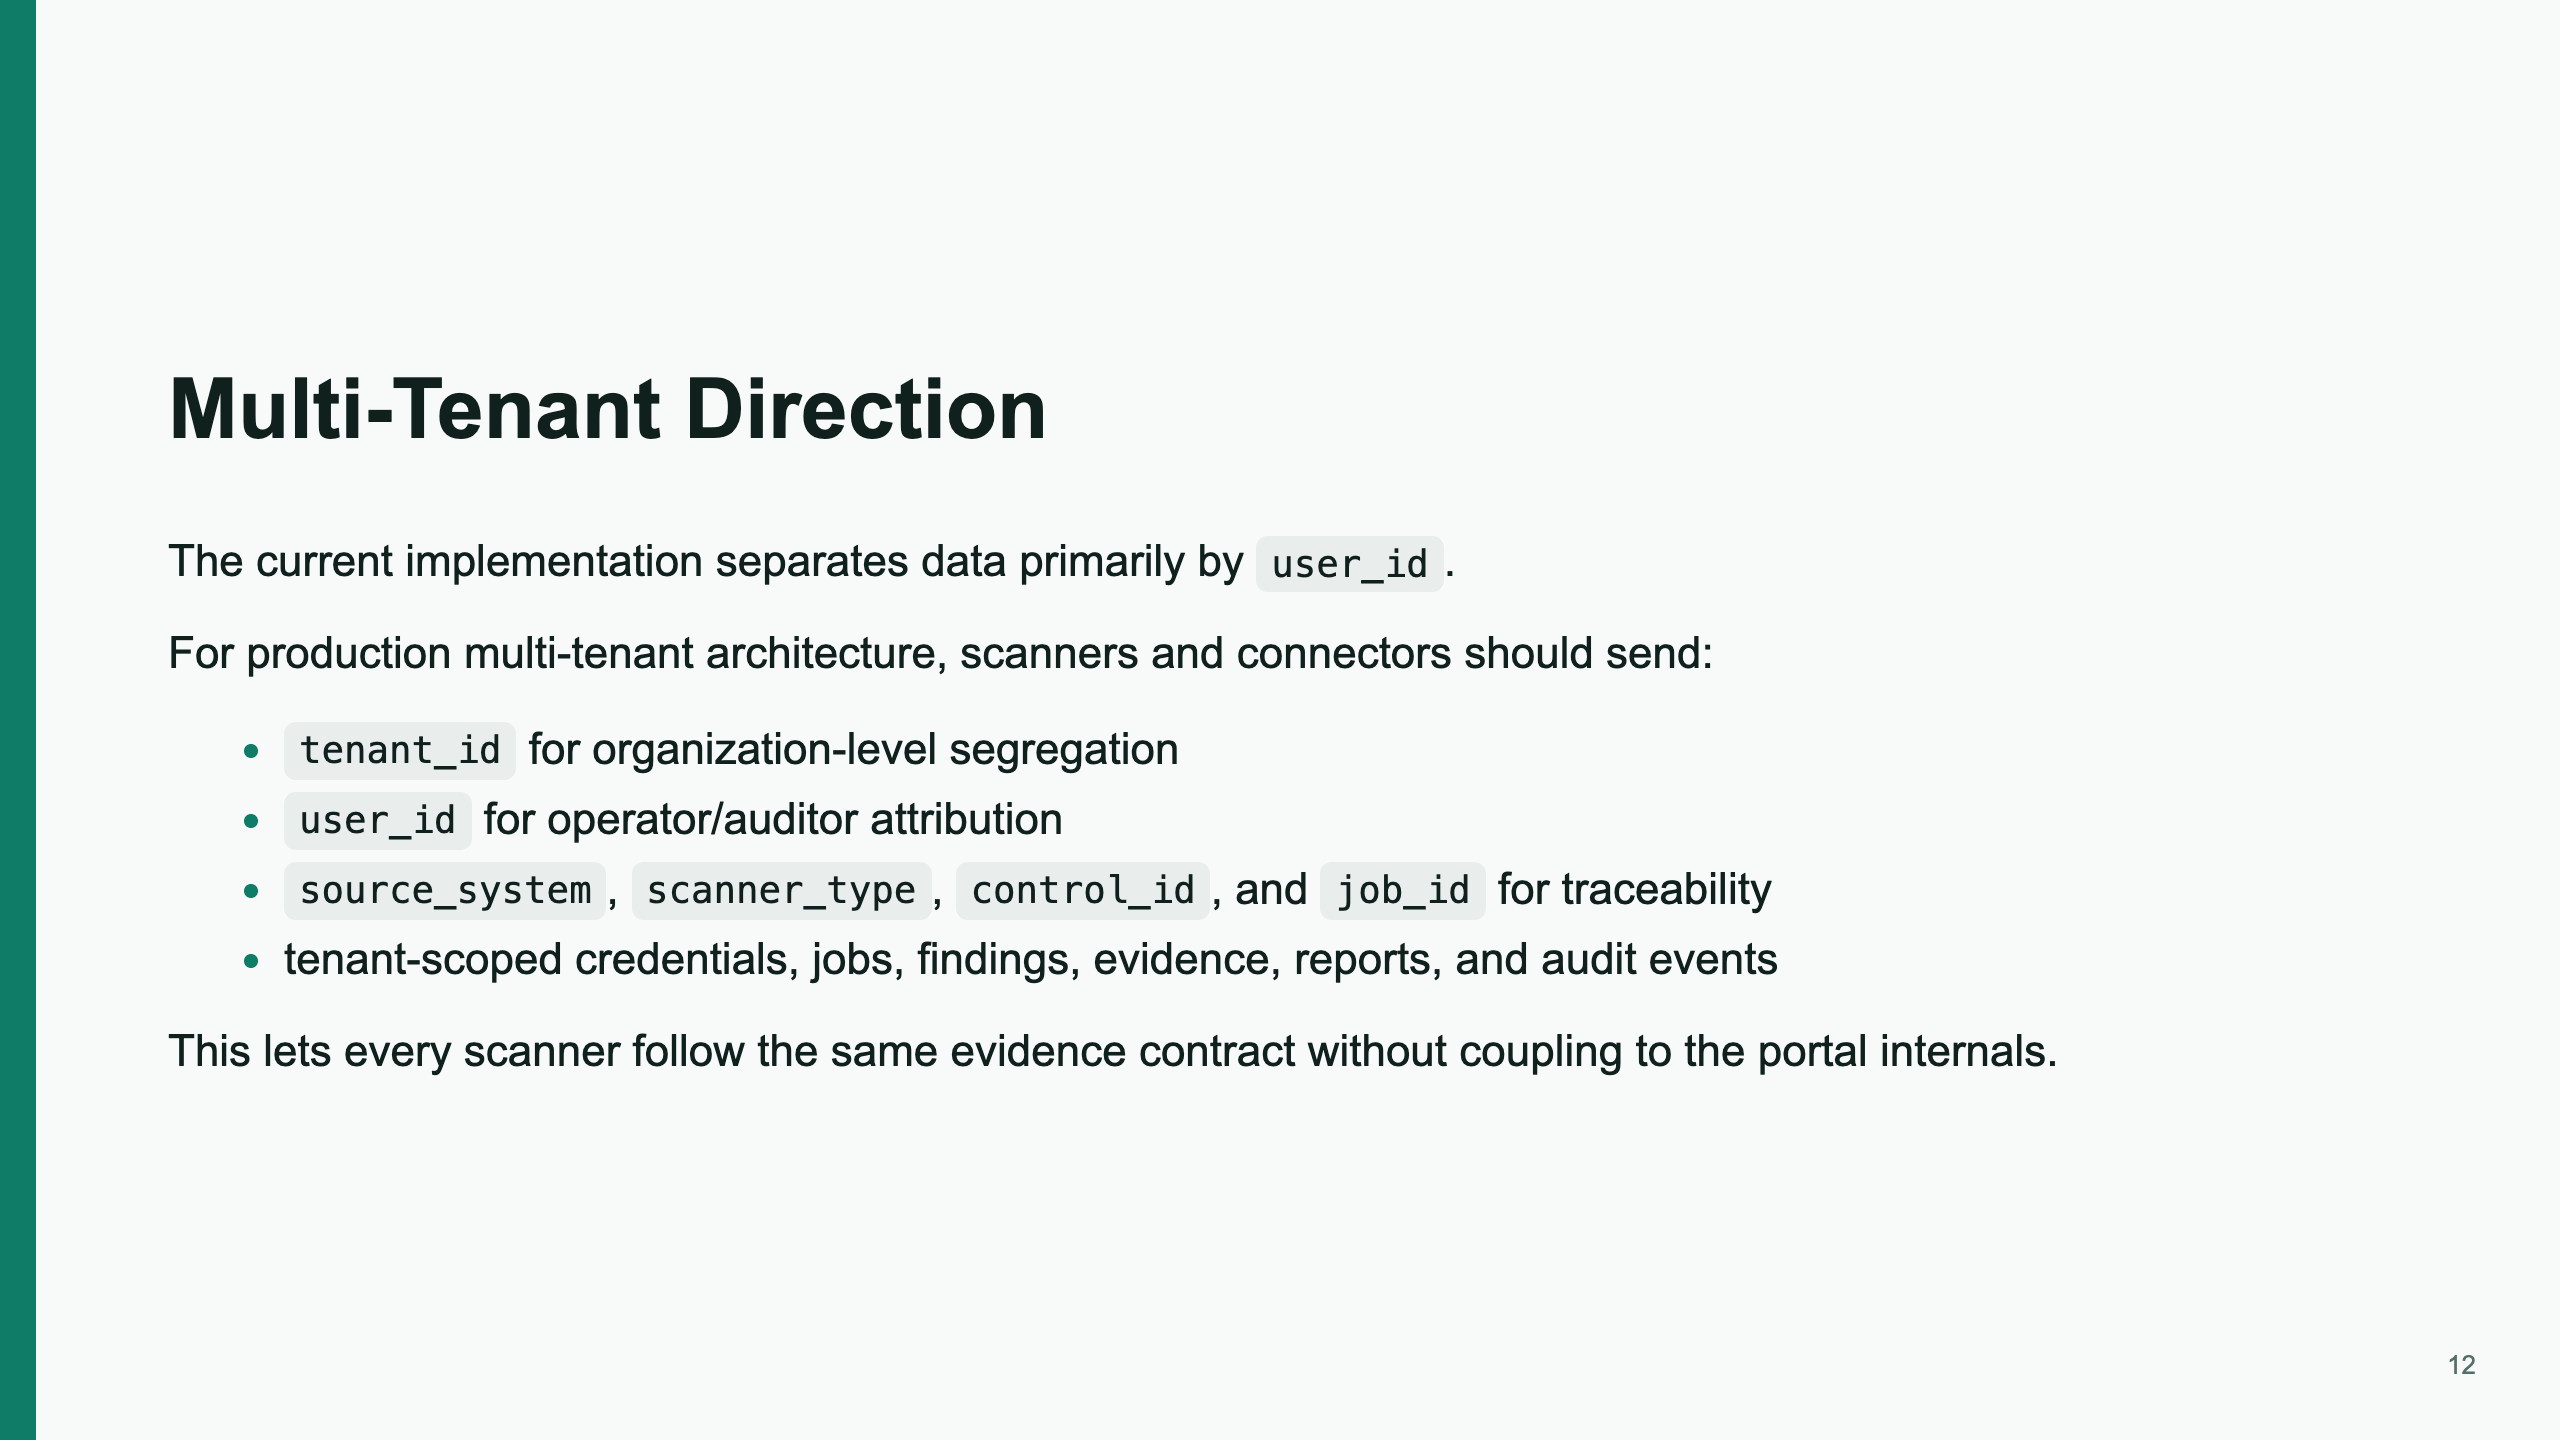 Multi-Tenant Direction
The current implementation separates data primarily by user_id.
For production multi-tenant architecture, scanners and connectors should send:
• tenant_id for organization-level segregation
• user_id for operator/auditor attribution
• source_system, scanner_type, control_id, and job_id for traceability
• tenant-scoped credentials, jobs, findings, evidence, reports, and audit events
This lets every scanner follow the same evidence contract without coupling to the portal internals.
12